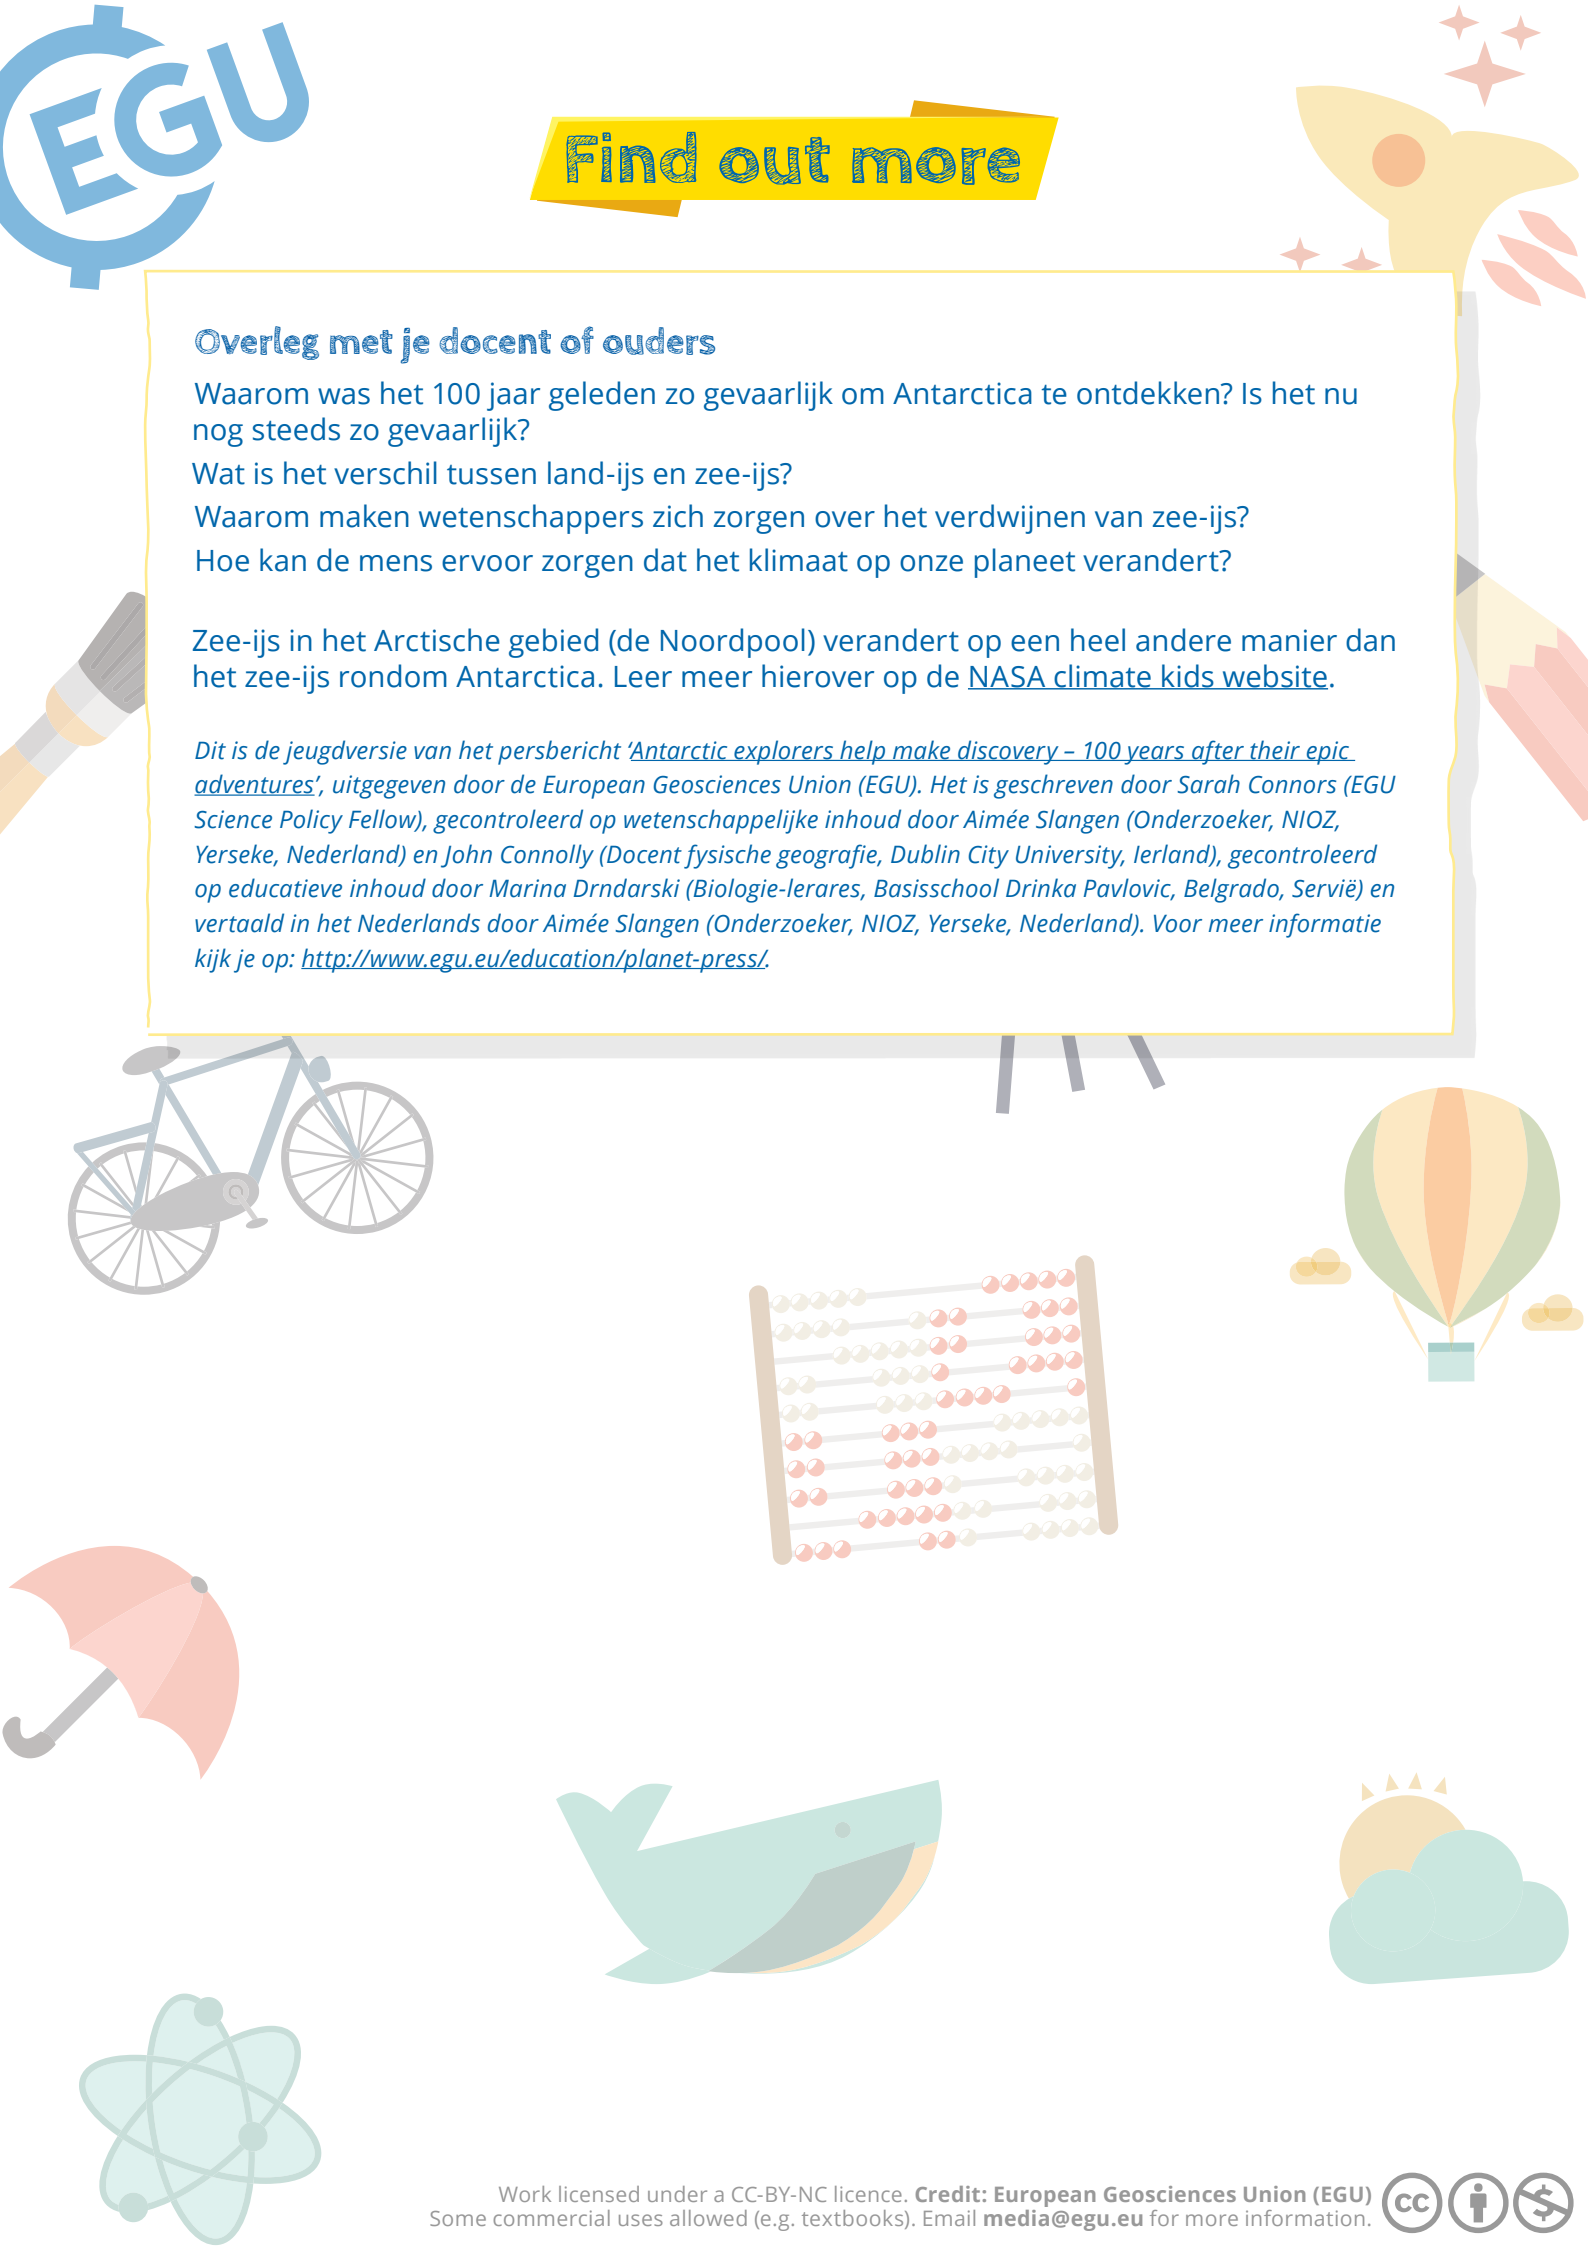 EGU
Find out more
Overleg met je docent of ouders
Waarom was het 100 jaar geleden zo gevaarlijk om Antarctica te ontdekken? Is het nu
nog steeds zo gevaarlijk?
Wat is het verschil tussen land-ijs en zee-ijs?
Waarom maken wetenschappers zich zorgen over het verdwijnen van zee-ijs?
Hoe kan de mens ervoor zorgen dat het klimaat op onze planeet verandert?
Zee-ijs in het Arctische gebied (de Noordpool) verandert op een heel andere manier dan
het zee-ijs rondom Antarctica. Leer meer hierover op de NASA climate kids website.
Dit is de jeugdversie van het persbericht ‘Antarctic explorers help make discovery – 100 years after their epic
adventures’, uitgegeven door de European Geosciences Union (EGU). Het is geschreven door Sarah Connors (EGU
Science Policy Fellow), gecontroleerd op wetenschappelijke inhoud door Aimée Slangen (Onderzoeker, NIOZ,
Yerseke, Nederland) en John Connolly (Docent fysische geografie, Dublin City University, Ierland), gecontroleerd
op educatieve inhoud door Marina Drndarski (Biologie-lerares, Basisschool Drinka Pavlovic, Belgrado, Servië) en
vertaald in het Nederlands door Aimée Slangen (Onderzoeker, NIOZ, Yerseke, Nederland). Voor meer informatie
kijk je op: http://www.egu.eu/education/planet-press/.
Work licensed under a CC-BY-NC licence. Credit: European Geosciences Union (EGU)
Some commercial uses allowed (e.g. textbooks). Email media@egu.eu for more information.
cc